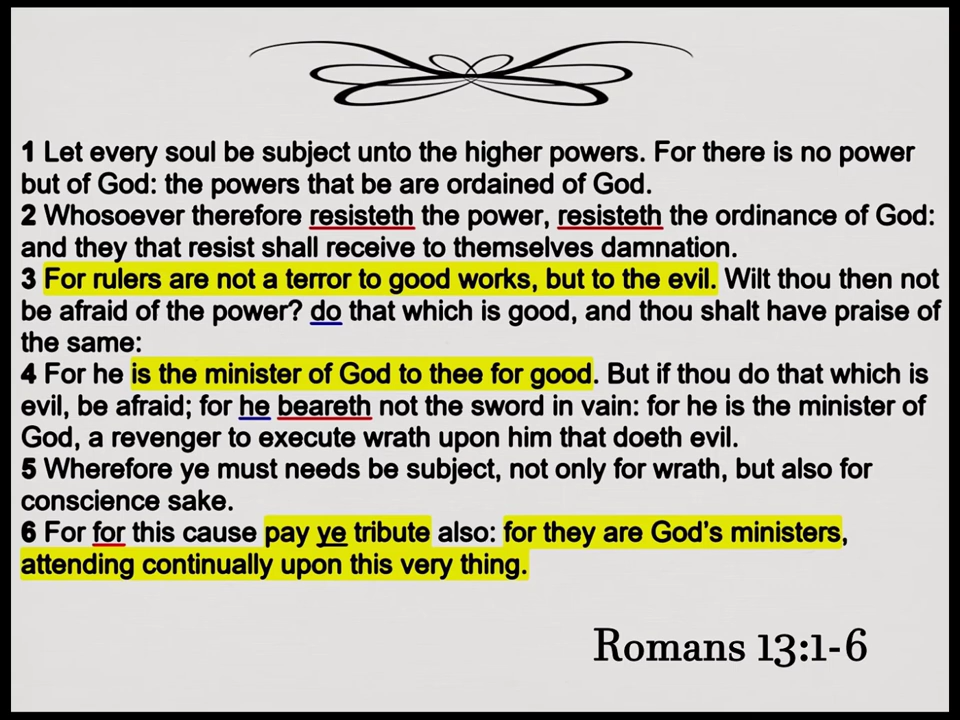 1 Let every soul be subject unto the higher powers. For there is no power
but of God: the powers that be are ordained of God.
2 Whosoever therefore resisteth the power, resisteth the ordinance of God:
and they that resist shall receive to themselves damnation.
3 For rulers are not a terror to good works, but to the evil. Wilt thou then not
be afraid of the power? do that which is good, and thou shalt have praise of
the same:
4 For he is the minister of God to thee for good. But if thou do that which is
evil, be afraid; for he beareth not the sword in vain: for he is the minister of
God, a revenger to execute wrath upon him that doeth evil.
5 Wherefore ye must needs be subject, not only for wrath, but also for
conscience sake.
6 For for this cause pay ye tribute also: for they are God's ministers,
attending continually upon this very thing.
Romans 13:1-6